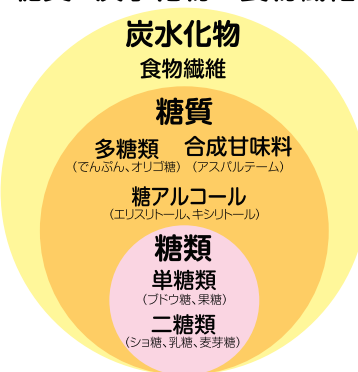 炭水化物
食物繊維
糖質
多糖類 合成甘味料
（でんぷん、オリゴ糖）（アスパルテーム）
糖アルコール
（エリスリトール、キシリトール）
糖類
単糖類
（ブドウ糖、果糖）
二糖類
（ショ糖、乳糖、麦芽糖）